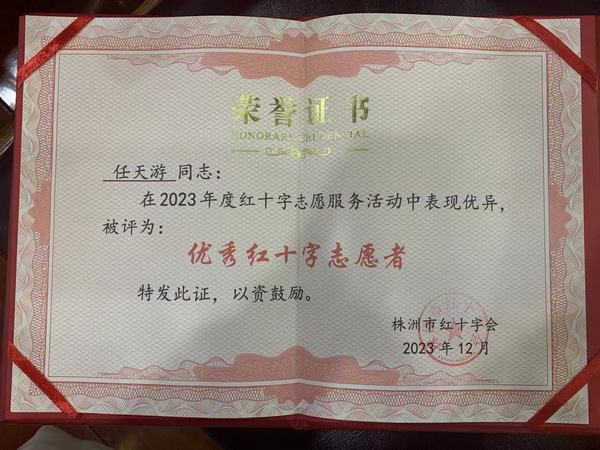 荣誉证书
HONORARY CRUDENTIAL
任天游 同志：
在2023年度红十字志愿服务活动中表现优异，
被评为：
优秀红十字志愿者
特发此证，以资鼓励。
株洲市红十字会
2023年12月